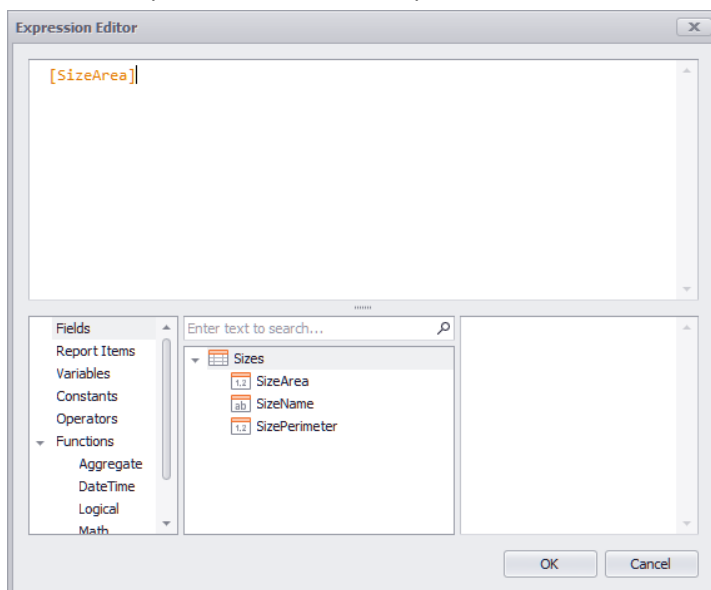 Expression Editor
[SizeArea]
Fields
Report Items
Variables
Constants
Operators
Functions
Aggregate
DateTime
Logical
Math
Enter text to search...
Sizes
1,2 SizeArea
ab SizeName
1,2 SizePerimeter
OK
Cancel